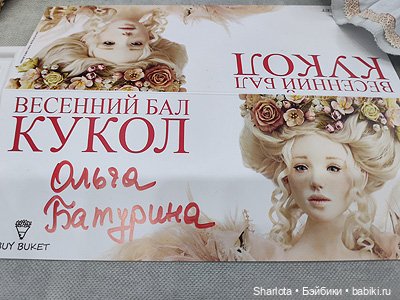 ВЕСЕННИЙ БАЛ
КУКОЛ
ВЕСЕННИЙ БАЛ
КУКОЛ
Ольга
Батурина
BUY BUKET
Sharlota • Бэйбики • babiki.ru